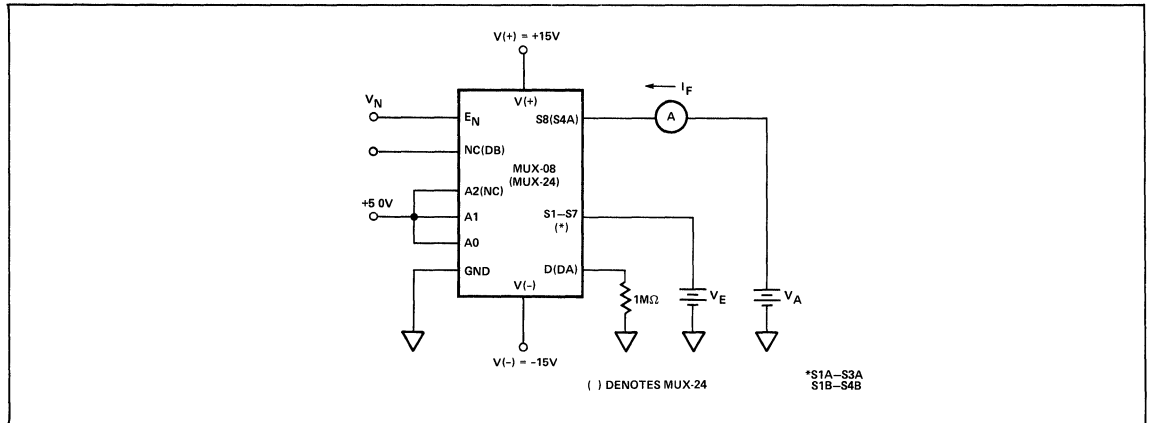 V(+) = +15V
V(+)
I_F
V_N
E_N
S8(S4A)
A
NC(DB)
MUX-08
(MUX-24)
A2(NC)
+5 0V
A1
S1–S7
(*)
A0
GND
D(DA)
V(-)
1MΩ
V_E
V_A
V(-) = -15V
( ) DENOTES MUX-24
*S1A–S3A
S1B–S4B